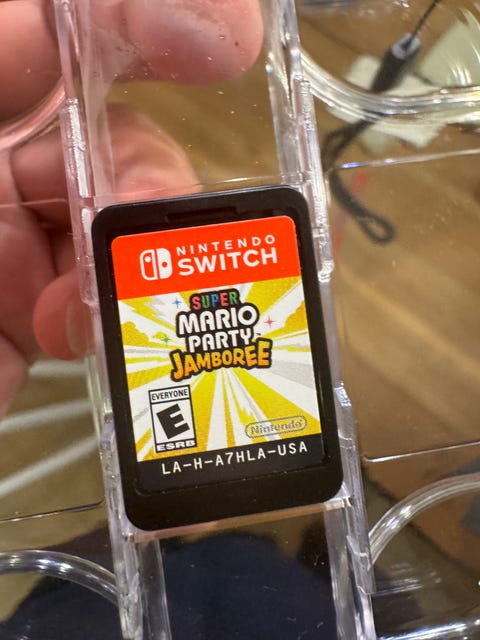 NINTENDO
SWITCH
SUPER
MARIO
PARTY
JAMBOREE
EVERYONE
E
ESRB
Nintendo
LA-H-A7HLA-USA